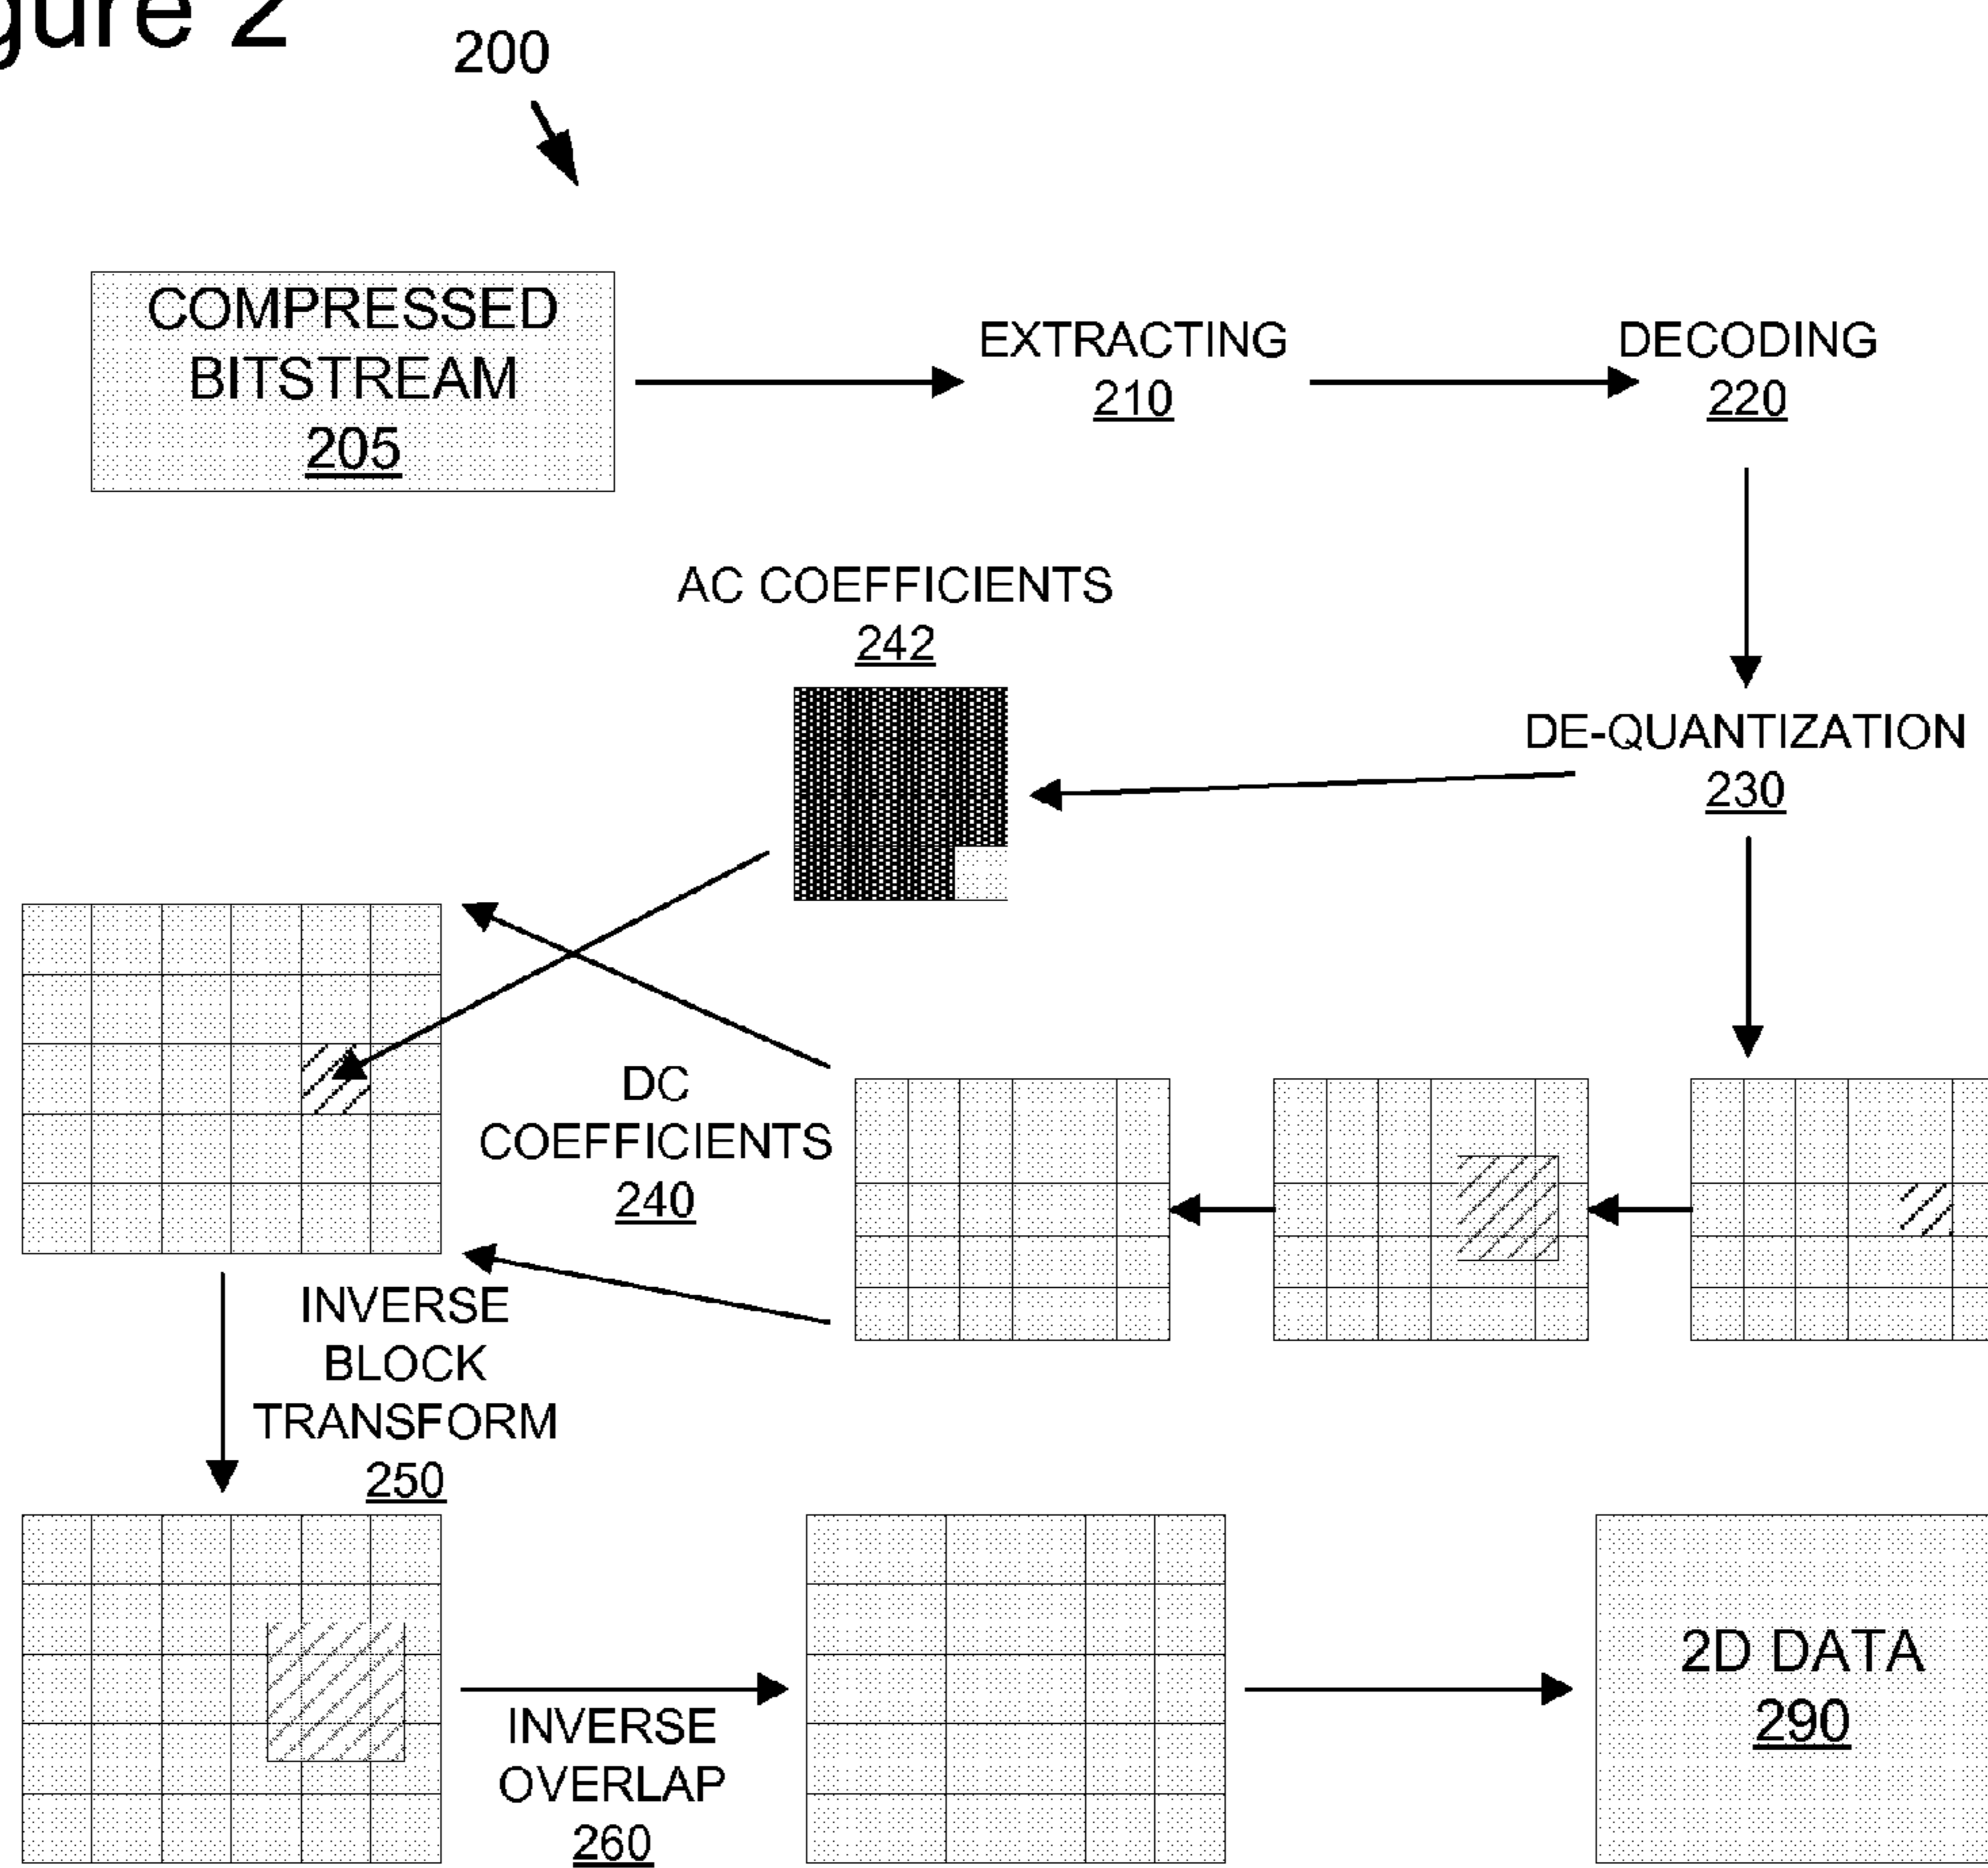 gure 2
200
COMPRESSED
BITSTREAM
205
EXTRACTING
210
DECODING
220
AC COEFFICIENTS
242
DE-QUANTIZATION
230
DC
COEFFICIENTS
240
INVERSE
BLOCK
TRANSFORM
250
INVERSE
OVERLAP
260
2D DATA
290